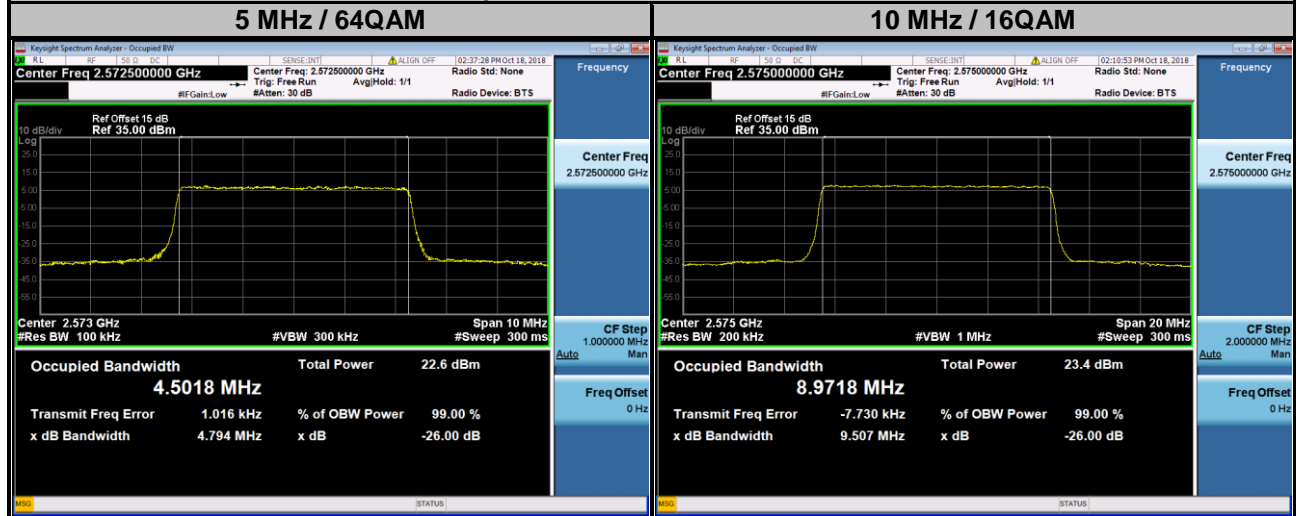 5 MHz / 64QAM
Keysight Spectrum Analyzer - Occupied BW
RL RF 50 Ω DC SENSE:INT ALIGN OFF 02:37:28 PM Oct 18, 2018
Center Freq 2.572500000 GHz
Center Freq: 2.572500000 GHz
Radio Std: None
Trig: Free Run Avg|Hold: 1/1
#IFGain:Low #Atten: 30 dB Radio Device: BTS
Ref Offset 15 dB
10 dB/div Ref 35.00 dBm
Log
25.0
15.0
5.00
-5.00
-15.0
-25.0
-35.0
-45.0
-55.0
Center 2.573 GHz Span 10 MHz
#Res BW 100 kHz #VBW 300 kHz #Sweep 300 ms
Occupied Bandwidth Total Power 22.6 dBm
4.5018 MHz
Transmit Freq Error 1.016 kHz % of OBW Power 99.00 %
x dB Bandwidth 4.794 MHz x dB -26.00 dB
MSG STATUS
Frequency
Center Freq
2.572500000 GHz
CF Step
1.000000 MHz
Auto Man
Freq Offset
0 Hz
10 MHz / 16QAM
Keysight Spectrum Analyzer - Occupied BW
RL RF 50 Ω DC SENSE:INT ALIGN OFF 02:10:53 PM Oct 18, 2018
Center Freq 2.575000000 GHz
Center Freq: 2.575000000 GHz
Radio Std: None
Trig: Free Run Avg|Hold: 1/1
#IFGain:Low #Atten: 30 dB Radio Device: BTS
Ref Offset 15 dB
10 dB/div Ref 35.00 dBm
Log
25.0
15.0
5.00
-5.00
-15.0
-25.0
-35.0
-45.0
-55.0
Center 2.575 GHz Span 20 MHz
#Res BW 200 kHz #VBW 1 MHz #Sweep 300 ms
Occupied Bandwidth Total Power 23.4 dBm
8.9718 MHz
Transmit Freq Error -7.730 kHz % of OBW Power 99.00 %
x dB Bandwidth 9.507 MHz x dB -26.00 dB
MSG STATUS
Frequency
Center Freq
2.575000000 GHz
CF Step
2.000000 MHz
Auto Man
Freq Offset
0 Hz